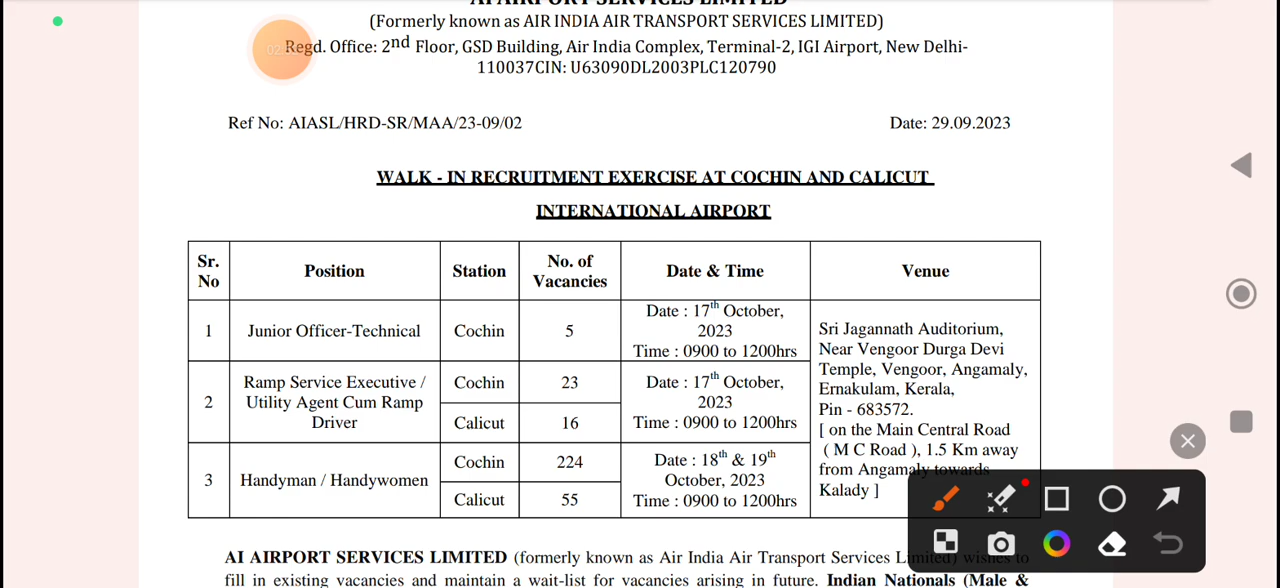 AI AIRPORT SERVICES LIMITED
(Formerly known as AIR INDIA AIR TRANSPORT SERVICES LIMITED)
Regd. Office: 2nd Floor, GSD Building, Air India Complex, Terminal-2, IGI Airport, New Delhi-
110037CIN: U63090DL2003PLC120790
Ref No: AIASL/HRD-SR/MAA/23-09/02
Date: 29.09.2023
WALK - IN RECRUITMENT EXERCISE AT COCHIN AND CALICUT
INTERNATIONAL AIRPORT
Sr. No
Position
Station
No. of Vacancies
Date & Time
Venue
1
Junior Officer-Technical
Cochin
5
Date : 17th October,
2023
Time : 0900 to 1200hrs
2
Ramp Service Executive /
Utility Agent Cum Ramp
Driver
Cochin
23
Calicut
16
Date : 17th October,
2023
Time : 0900 to 1200hrs
3
Handyman / Handywomen
Cochin
224
Calicut
55
Date : 18th & 19th
October, 2023
Time : 0900 to 1200hrs
Sri Jagannath Auditorium,
Near Vengoor Durga Devi
Temple, Vengoor, Angamaly,
Ernakulam, Kerala,
Pin - 683572.
[ on the Main Central Road
( M C Road ), 1.5 Km away
from Angamaly towards
Kalady ]
AI AIRPORT SERVICES LIMITED (formerly known as Air India Air Transport Services Limited) wishes to
fill in existing vacancies and maintain a wait-list for vacancies arising in future. Indian Nationals (Male &